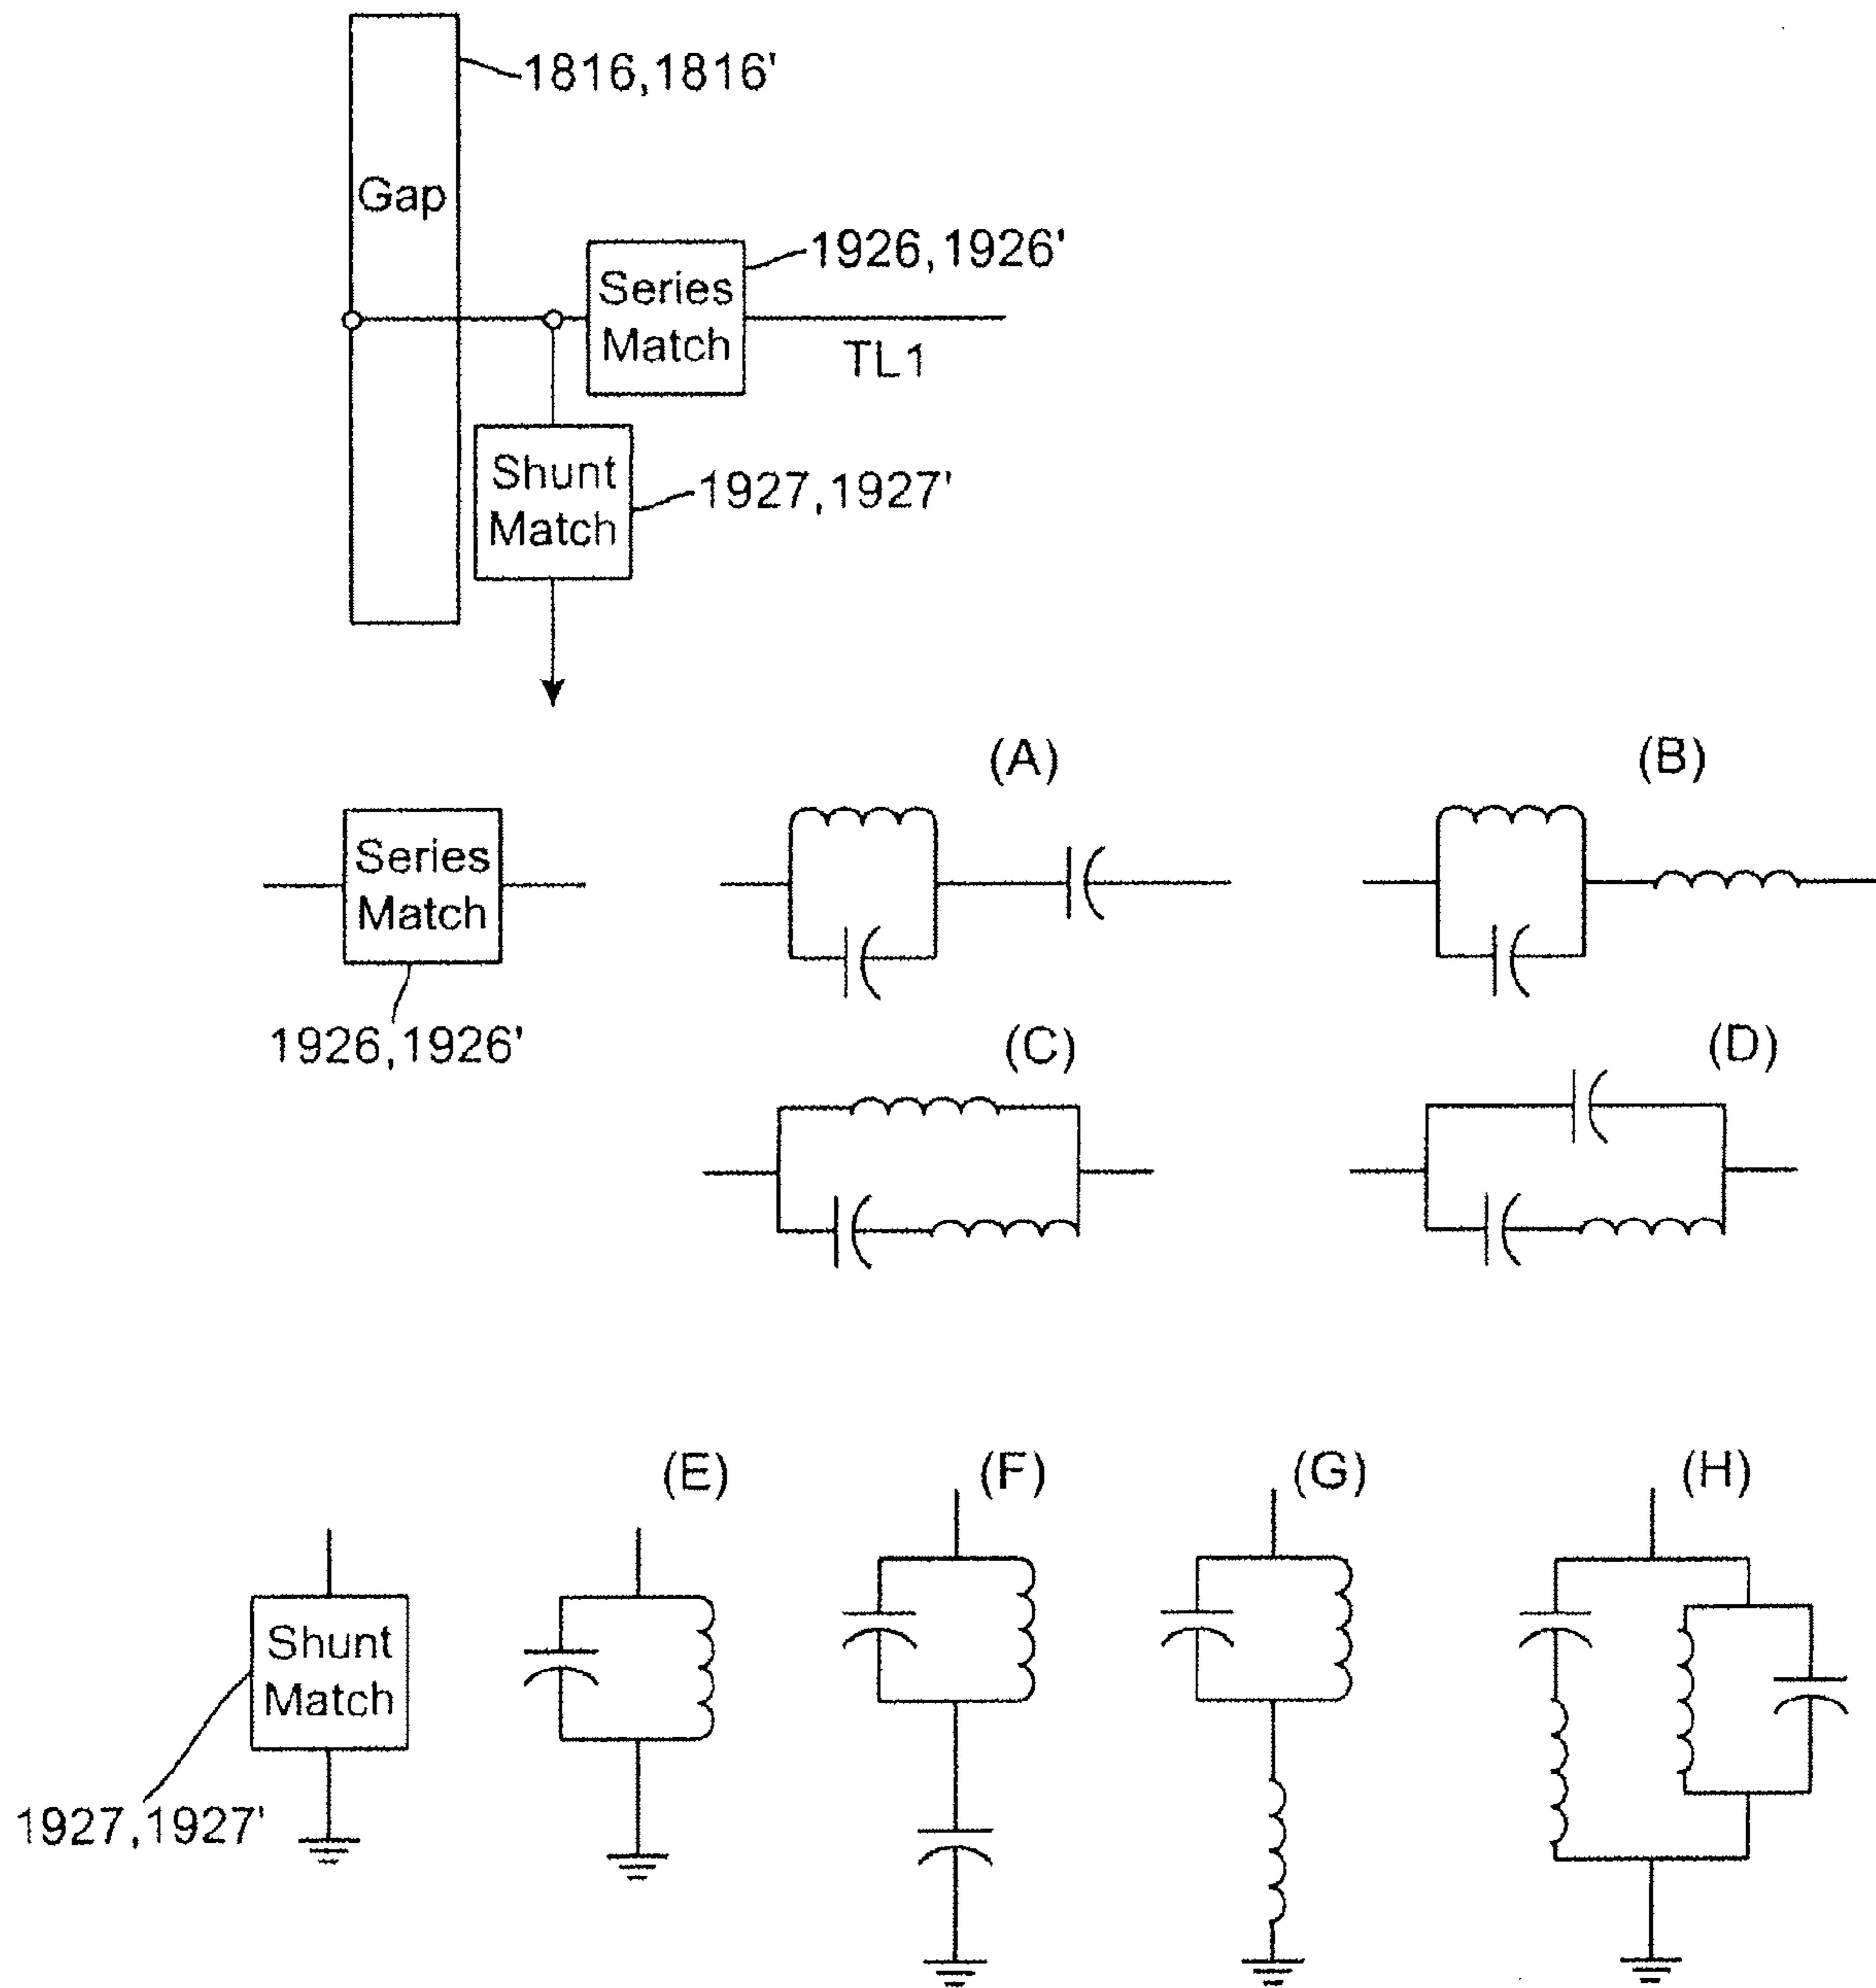 1816,1816'
Gap
1926,1926'
Series
Match
TL1
Shunt
Match
1927,1927'
(A)
(B)
Series
Match
1926,1926'
(C)
(D)
(E)
(F)
(G)
(H)
Shunt
Match
1927,1927'